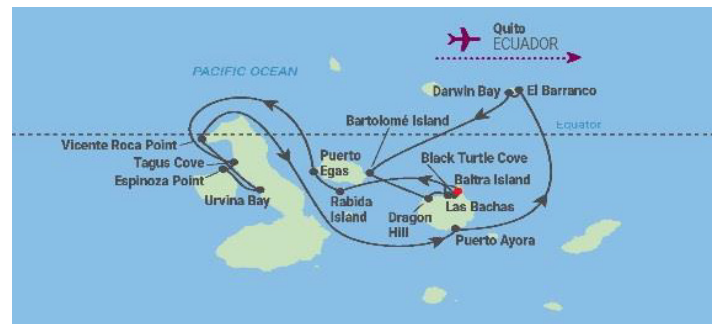 Quito
ECUADOR
PACIFIC OCEAN
Darwin Bay
El Barranco
Bartolomé Island
Equator
Vicente Roca Point
Puerto
Egas
Black Turtle Cove
Tagus Cove
Baltra Island
Espinoza Point
Urvina Bay
Rabida
Island
Las Bachas
Dragon
Hill
Puerto Ayora